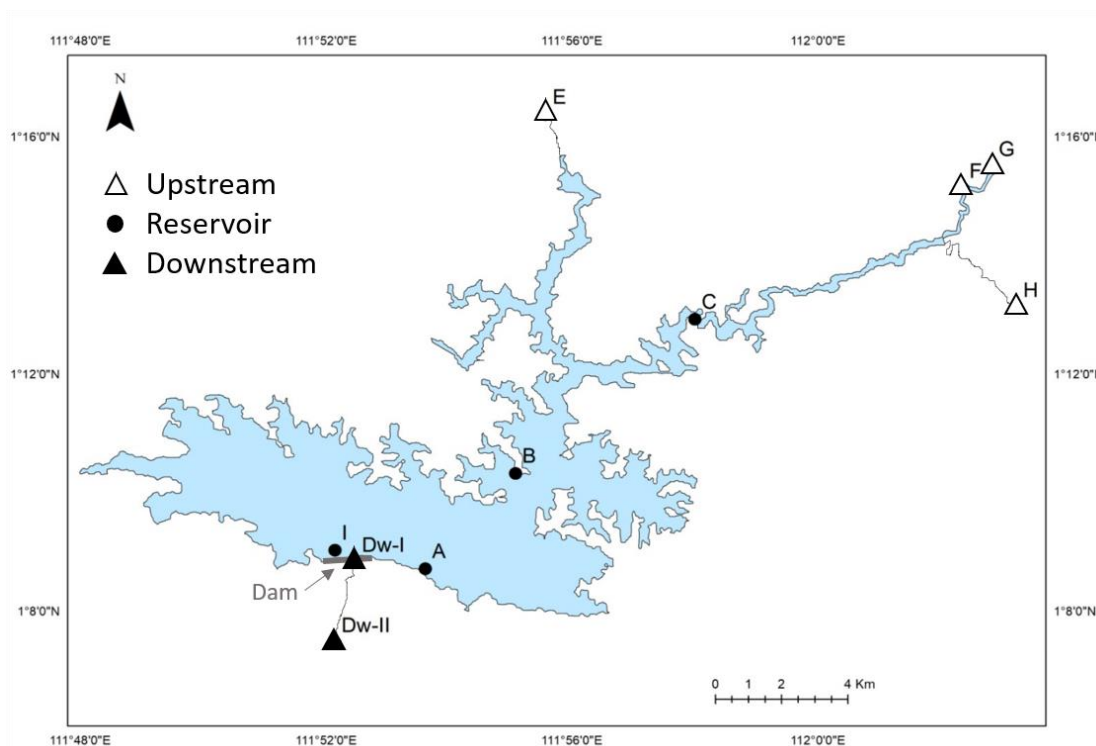 111°48'0"E 111°52'0"E 111°56'0"E 112°0'0"E
N
E
1°16'0"N 1°16'0"N
G
F
Upstream
Reservoir
Downstream
H
C
1°12'0"N 1°12'0"N
B
I Dw-I A
Dam
1°8'0"N 1°8'0"N
Dw-II
0 1 2 4 Km
111°48'0"E 111°52'0"E 111°56'0"E 112°0'0"E